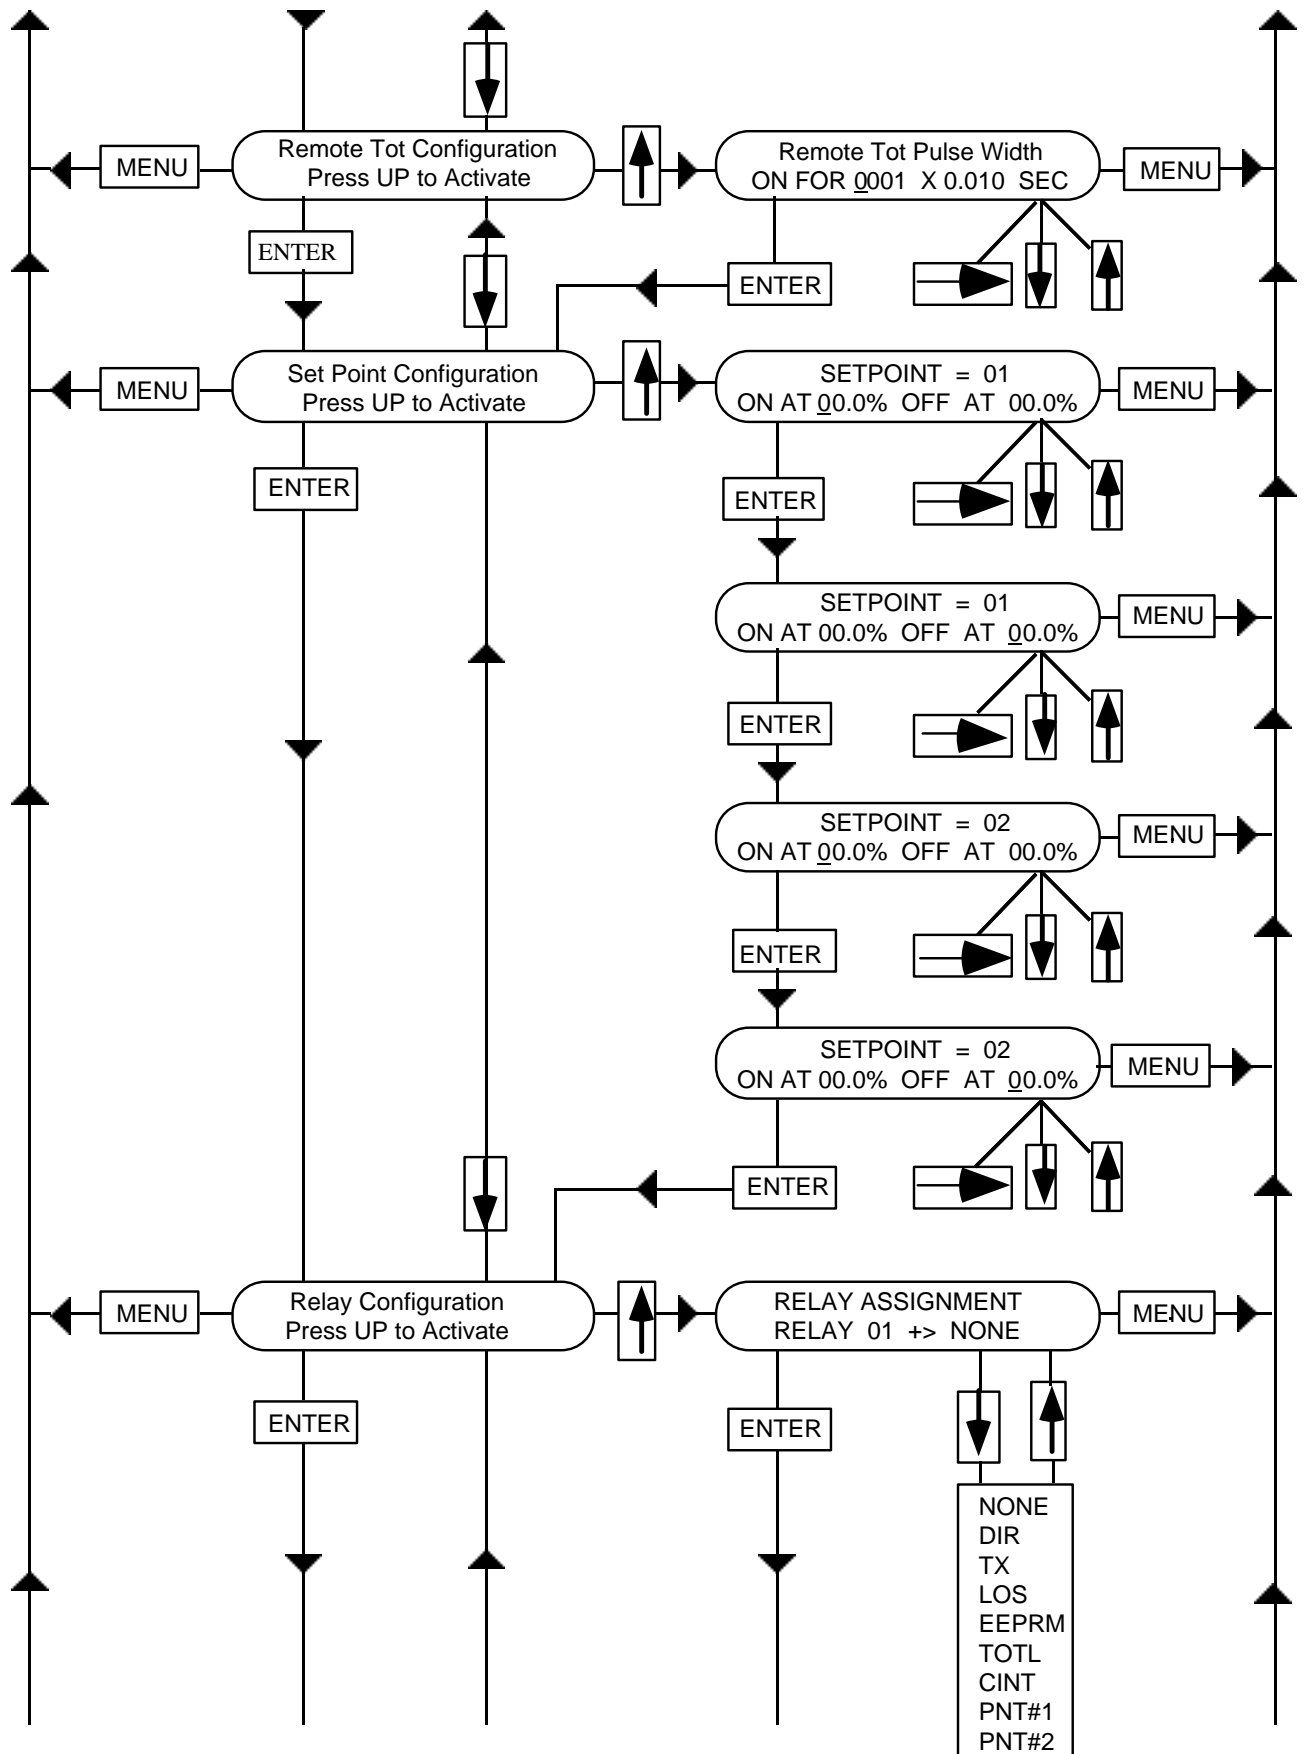 MENU
Remote Tot Configuration
Press UP to Activate
Remote Tot Pulse Width
ON FOR 0001 X 0.010 SEC
MENU
ENTER
ENTER
MENU
Set Point Configuration
Press UP to Activate
SETPOINT = 01
ON AT 00.0% OFF AT 00.0%
MENU
ENTER
ENTER
SETPOINT = 01
ON AT 00.0% OFF AT 00.0%
MENU
ENTER
SETPOINT = 02
ON AT 00.0% OFF AT 00.0%
MENU
ENTER
SETPOINT = 02
ON AT 00.0% OFF AT 00.0%
MENU
ENTER
MENU
Relay Configuration
Press UP to Activate
RELAY ASSIGNMENT
RELAY 01 +> NONE
MENU
ENTER
ENTER
NONE
DIR
TX
LOS
EEPRM
TOTL
CINT
PNT#1
PNT#2